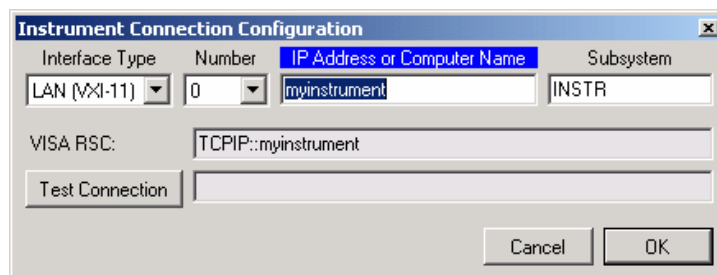 Instrument Connection Configuration
Interface Type Number IP Address or Computer Name Subsystem
LAN (VXI-11) 0 myinstrument INSTR
VISA RSC: TCPIP::myinstrument
Test Connection
Cancel OK